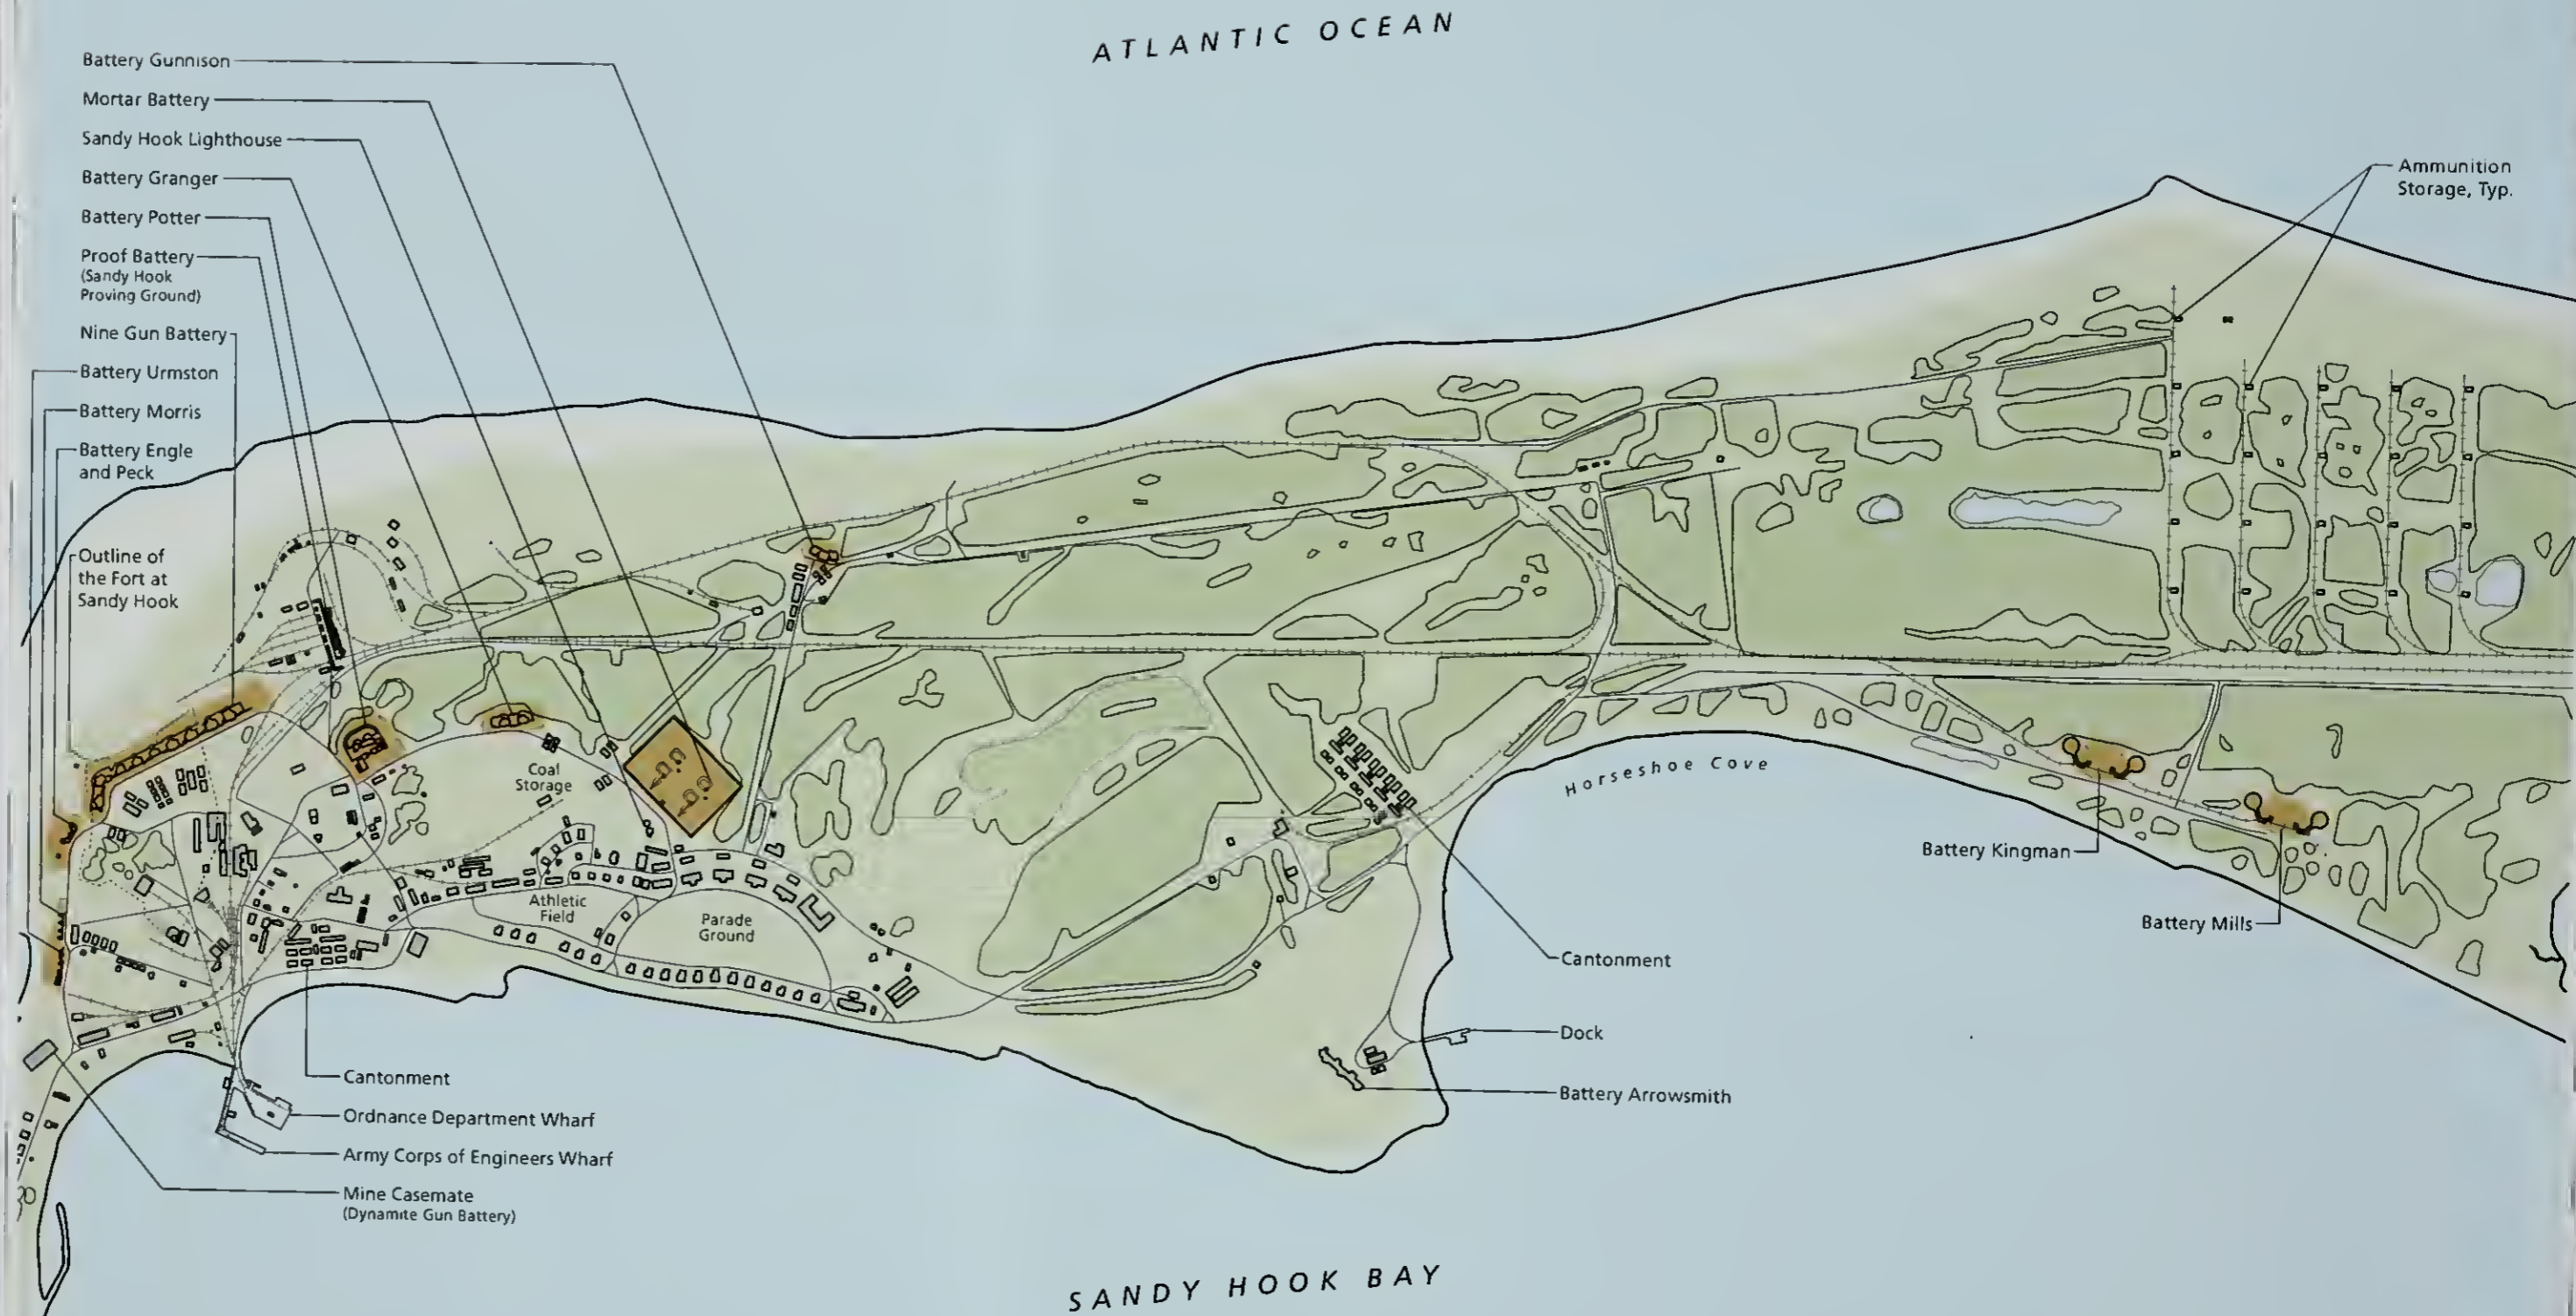 ATLANTIC OCEAN
Battery Gunnison
Mortar Battery
Sandy Hook Lighthouse
Battery Granger
Battery Potter
Proof Battery
(Sandy Hook
Proving Ground)
Nine Gun Battery
Battery Urmston
Battery Morris
Battery Engle
and Peck
Outline of
the Fort at
Sandy Hook
Ammunition
Storage, Typ.
Coal
Storage
Athletic
Field
Parade
Ground
Horseshoe Cove
Battery Kingman
Battery Mills
Cantonment
Dock
Battery Arrowsmith
Cantonment
Ordnance Department Wharf
Army Corps of Engineers Wharf
Mine Casemate
(Dynamite Gun Battery)
SANDY HOOK BAY